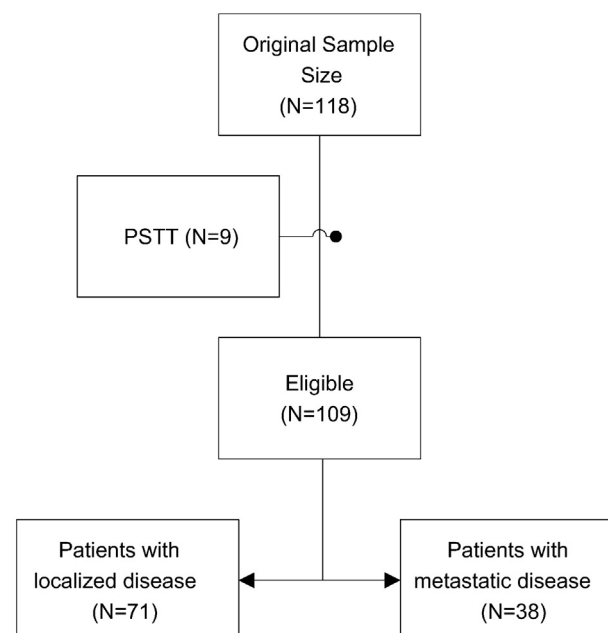 Original Sample
Size
(N=118)
PSTT (N=9)
Eligible
(N=109)
Patients with
localized disease
(N=71)
Patients with
metastatic disease
(N=38)